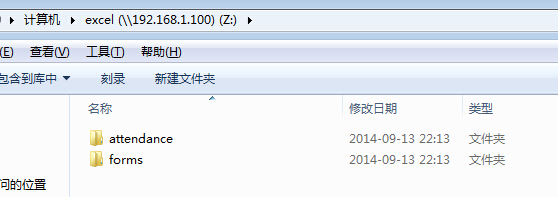 计算机 ▸ excel (\\192.168.1.100) (Z:) ▸
(E) 查看(V) 工具(T) 帮助(H)
包含到库中 ▼ 刻录 新建文件夹
名称 修改日期 类型
attendance 2014-09-13 22:13 文件夹
forms 2014-09-13 22:13 文件夹
问的位置